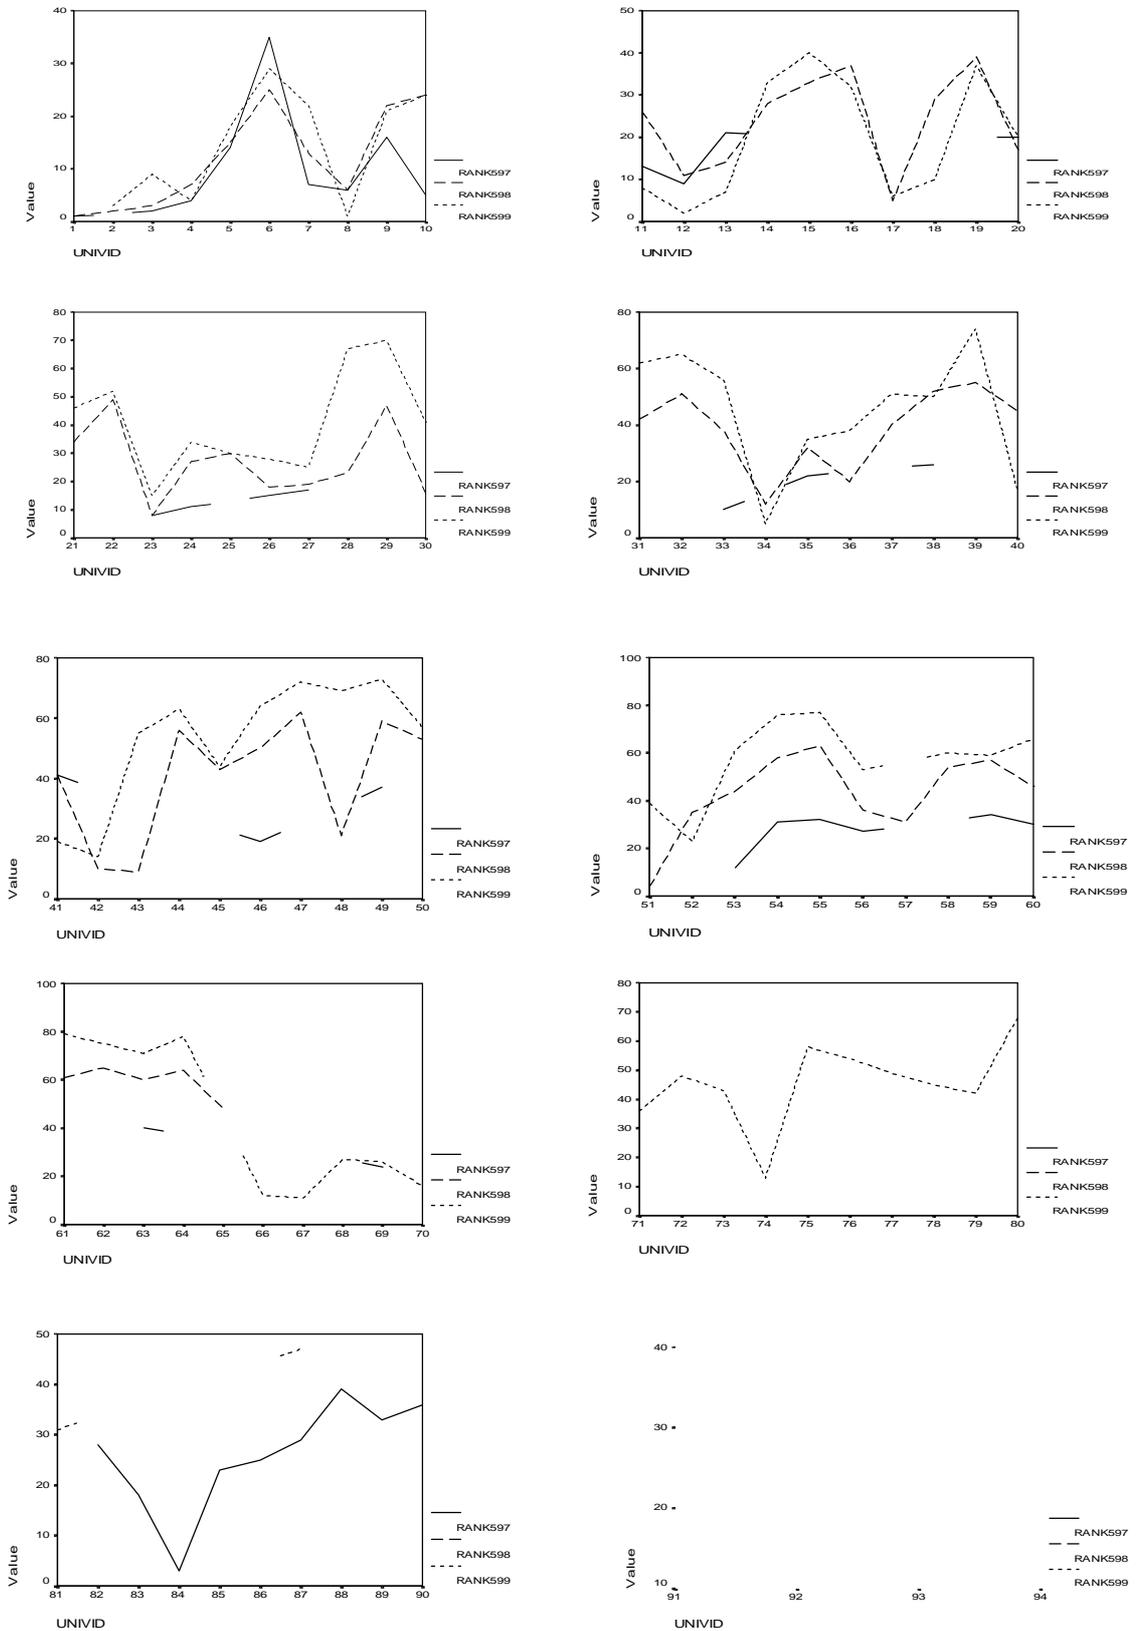 40
30
20
10
0
1 2 3 4 5 6 7 8 9 10
Value
UNIVID
RANK597
RANK598
RANK599
50
40
30
20
10
0
11 12 13 14 15 16 17 18 19 20
Value
UNIVID
RANK597
RANK598
RANK599
80
70
60
50
40
30
20
10
0
21 22 23 24 25 26 27 28 29 30
Value
UNIVID
RANK597
RANK598
RANK599
80
60
40
20
0
31 32 33 34 35 36 37 38 39 40
Value
UNIVID
RANK597
RANK598
RANK599
80
60
40
20
0
41 42 43 44 45 46 47 48 49 50
Value
UNIVID
RANK597
RANK598
RANK599
100
80
60
40
20
0
51 52 53 54 55 56 57 58 59 60
Value
UNIVID
RANK597
RANK598
RANK599
100
80
60
40
20
0
61 62 63 64 65 66 67 68 69 70
Value
UNIVID
RANK597
RANK598
RANK599
80
70
60
50
40
30
20
10
0
71 72 73 74 75 76 77 78 79 80
Value
UNIVID
RANK597
RANK598
RANK599
50
40
30
20
10
0
81 82 83 84 85 86 87 88 89 90
Value
UNIVID
RANK597
RANK598
RANK599
40
30
20
10
91 92 93 94
Value
UNIVID
RANK597
RANK598
RANK599